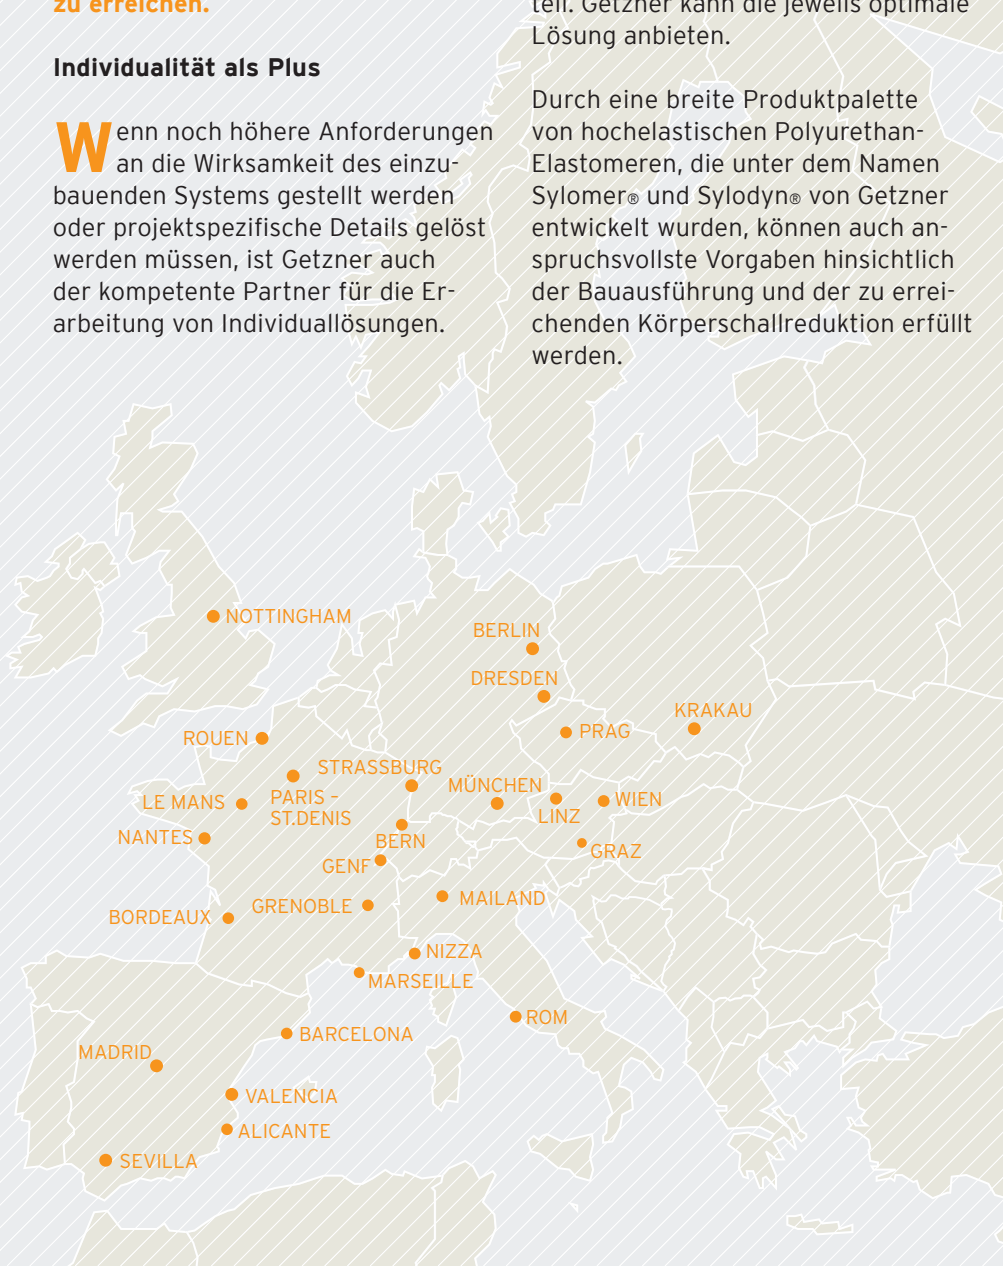 zu erreichen.
Individualität als Plus
Wenn noch höhere Anforderungen
an die Wirksamkeit des einzu-
bauenden Systems gestellt werden
oder projektspezifische Details gelöst
werden müssen, ist Getzner auch
der kompetente Partner für die Er-
arbeitung von Individuallösungen.
teil. Getzner kann die jeweils optimale
Lösung anbieten.
Durch eine breite Produktpalette
von hochelastischen Polyurethan-
Elastomeren, die unter dem Namen
Sylomer® und Sylodyn® von Getzner
entwickelt wurden, können auch an-
spruchsvollste Vorgaben hinsichtlich
der Bauausführung und der zu errei-
chenden Körperschallreduktion erfüllt
werden.
NOTTINGHAM
BERLIN
DRESDEN
KRAKAU
PRAG
ROUEN
STRASSBURG
MÜNCHEN
LE MANS
PARIS –
ST.DENIS
LINZ
WIEN
NANTES
BERN
GRAZ
GENF
MAILAND
GRENOBLE
BORDEAUX
NIZZA
MARSEILLE
ROM
BARCELONA
MADRID
VALENCIA
ALICANTE
SEVILLA